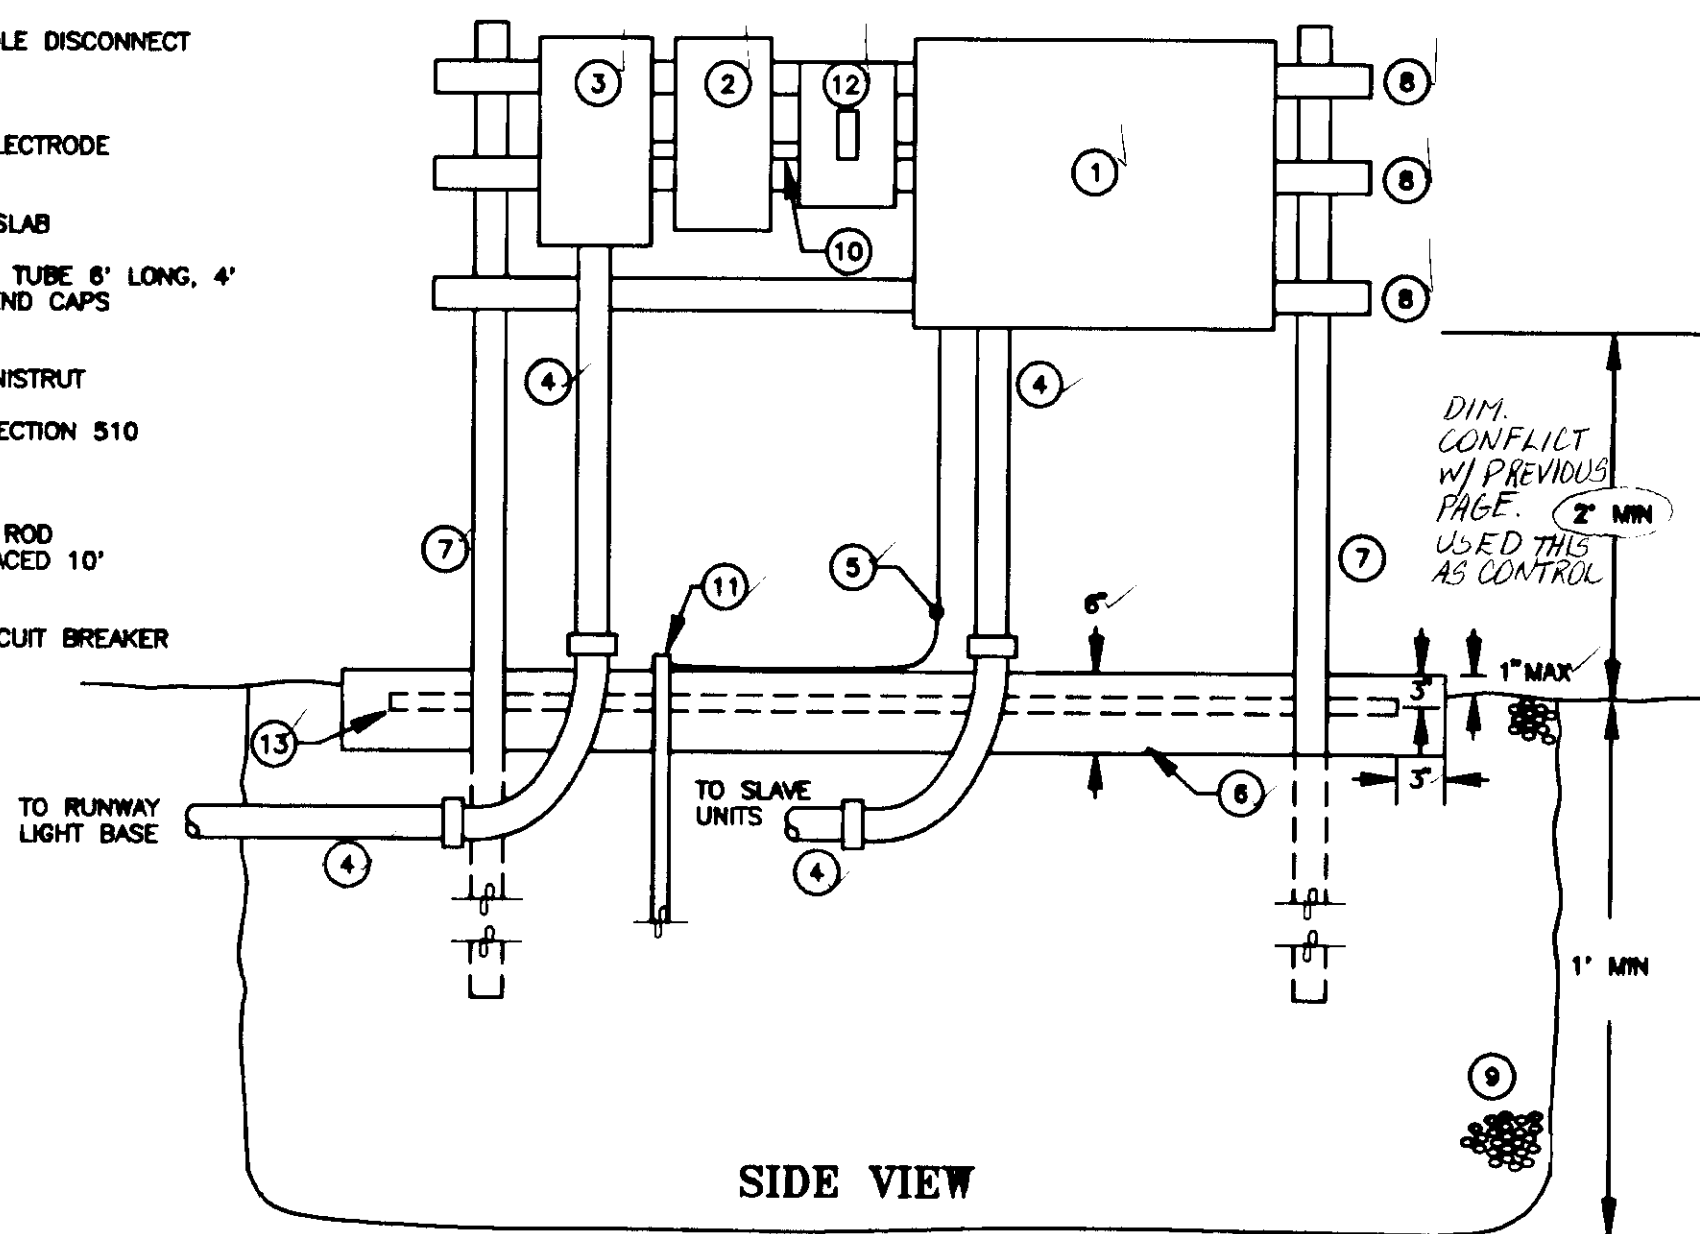 LE DISCONNECT
LECTRODE
SLAB
TUBE 6' LONG, 4'
END CAPS
NISTRUT
ECTION 510
ROD
ACED 10'
CUIT BREAKER
3
2
12
1
8
8
8
10
4
4
7
11
5
7
DIM.
CONFLICT
W/ PREVIOUS
PAGE.
USED THIS
AS CONTROL
2' MIN
6"
1" MAX
3"
3"
13
6
TO RUNWAY
LIGHT BASE
TO SLAVE
UNITS
4
4
1' MIN
9
SIDE VIEW